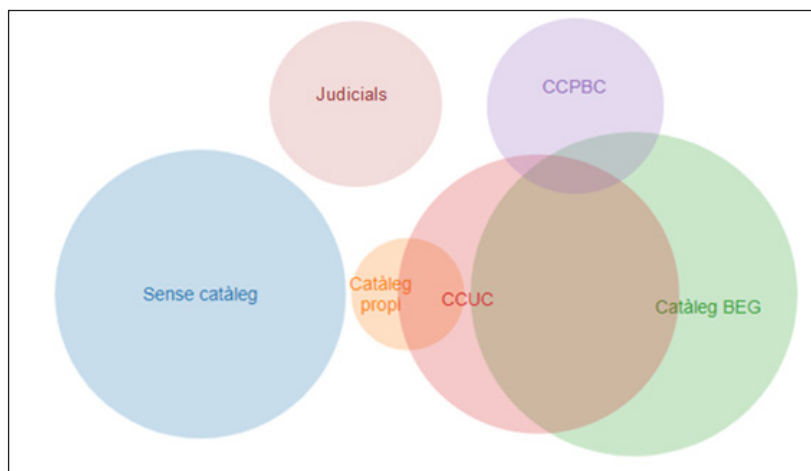 Judicials
CCPBC
Sense catàleg
Catàleg
propi
CCUC
Catàleg BEG